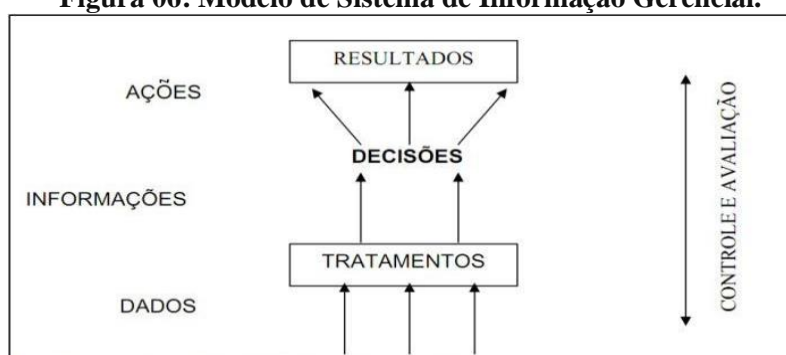 Figura 06: Modelo de Sistema de Informação Gerencial.
RESULTADOS
AÇÕES
DECISÕES
INFORMAÇÕES
TRATAMENTOS
DADOS
CONTROLE E AVALIAÇÃO